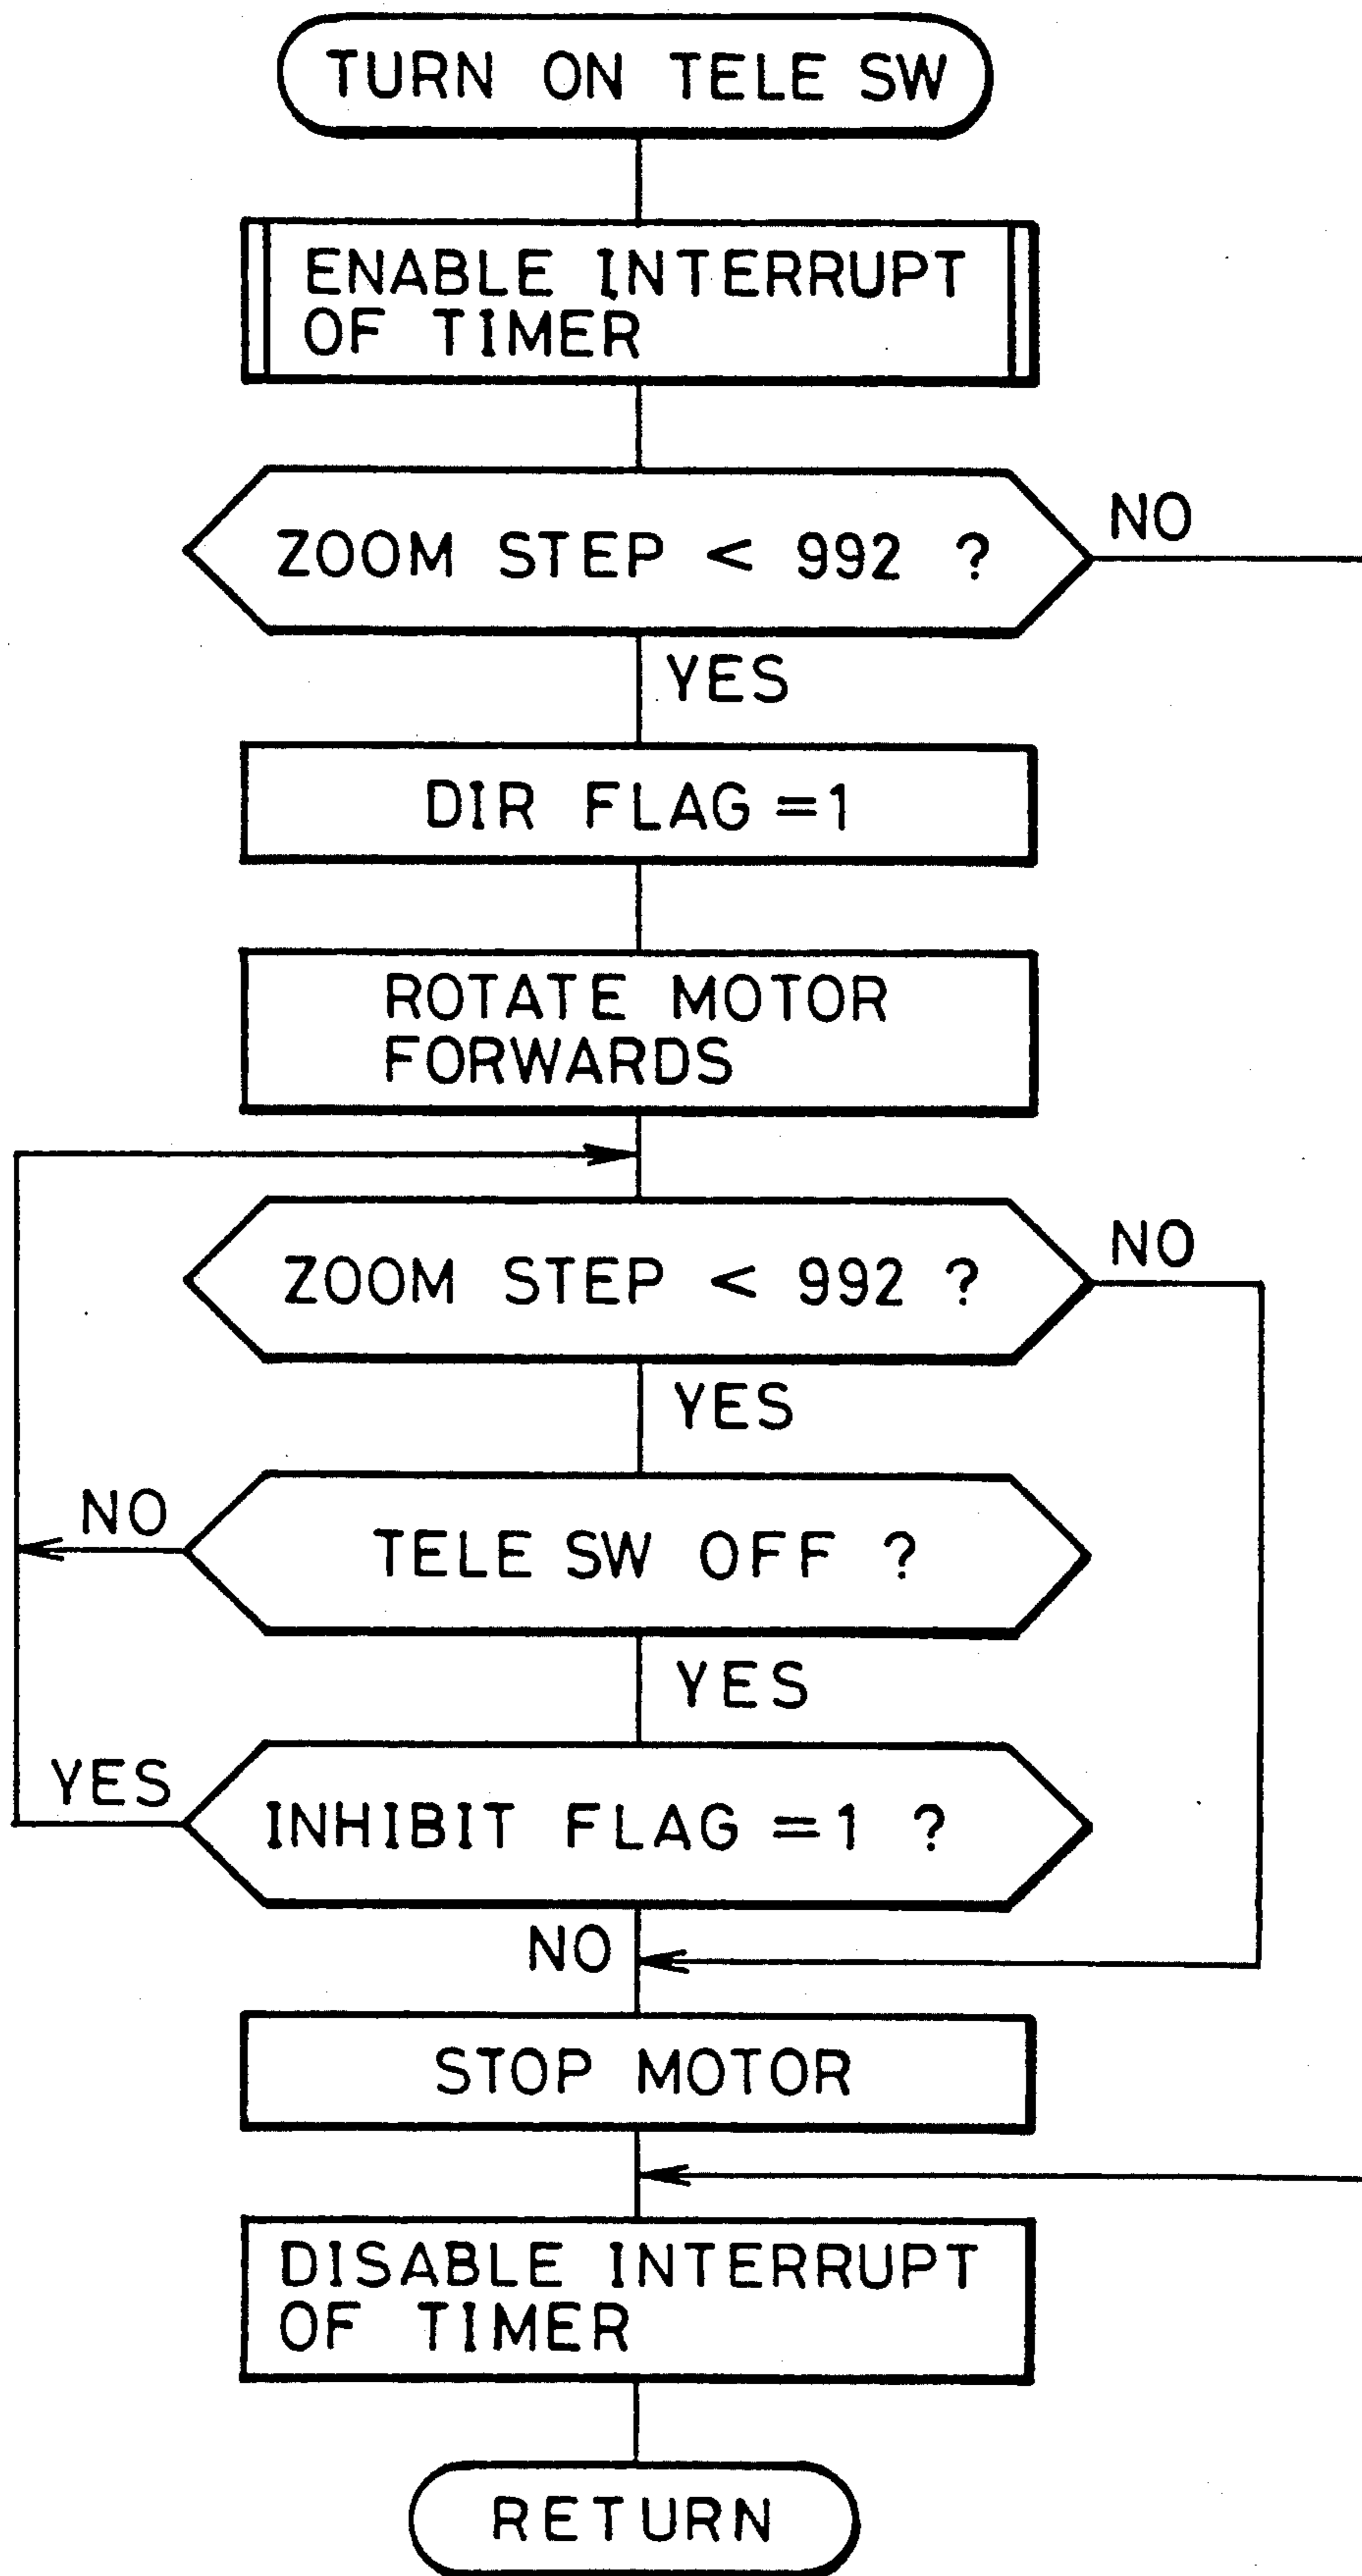 TURN ON TELE SW
ENABLE INTERRUPT
OF TIMER
ZOOM STEP < 992 ?
NO
YES
DIR FLAG =1
ROTATE MOTOR
FORWARDS
ZOOM STEP < 992 ?
NO
YES
TELE SW OFF ?
NO
YES
INHIBIT FLAG =1 ?
YES
NO
STOP MOTOR
DISABLE INTERRUPT
OF TIMER
RETURN